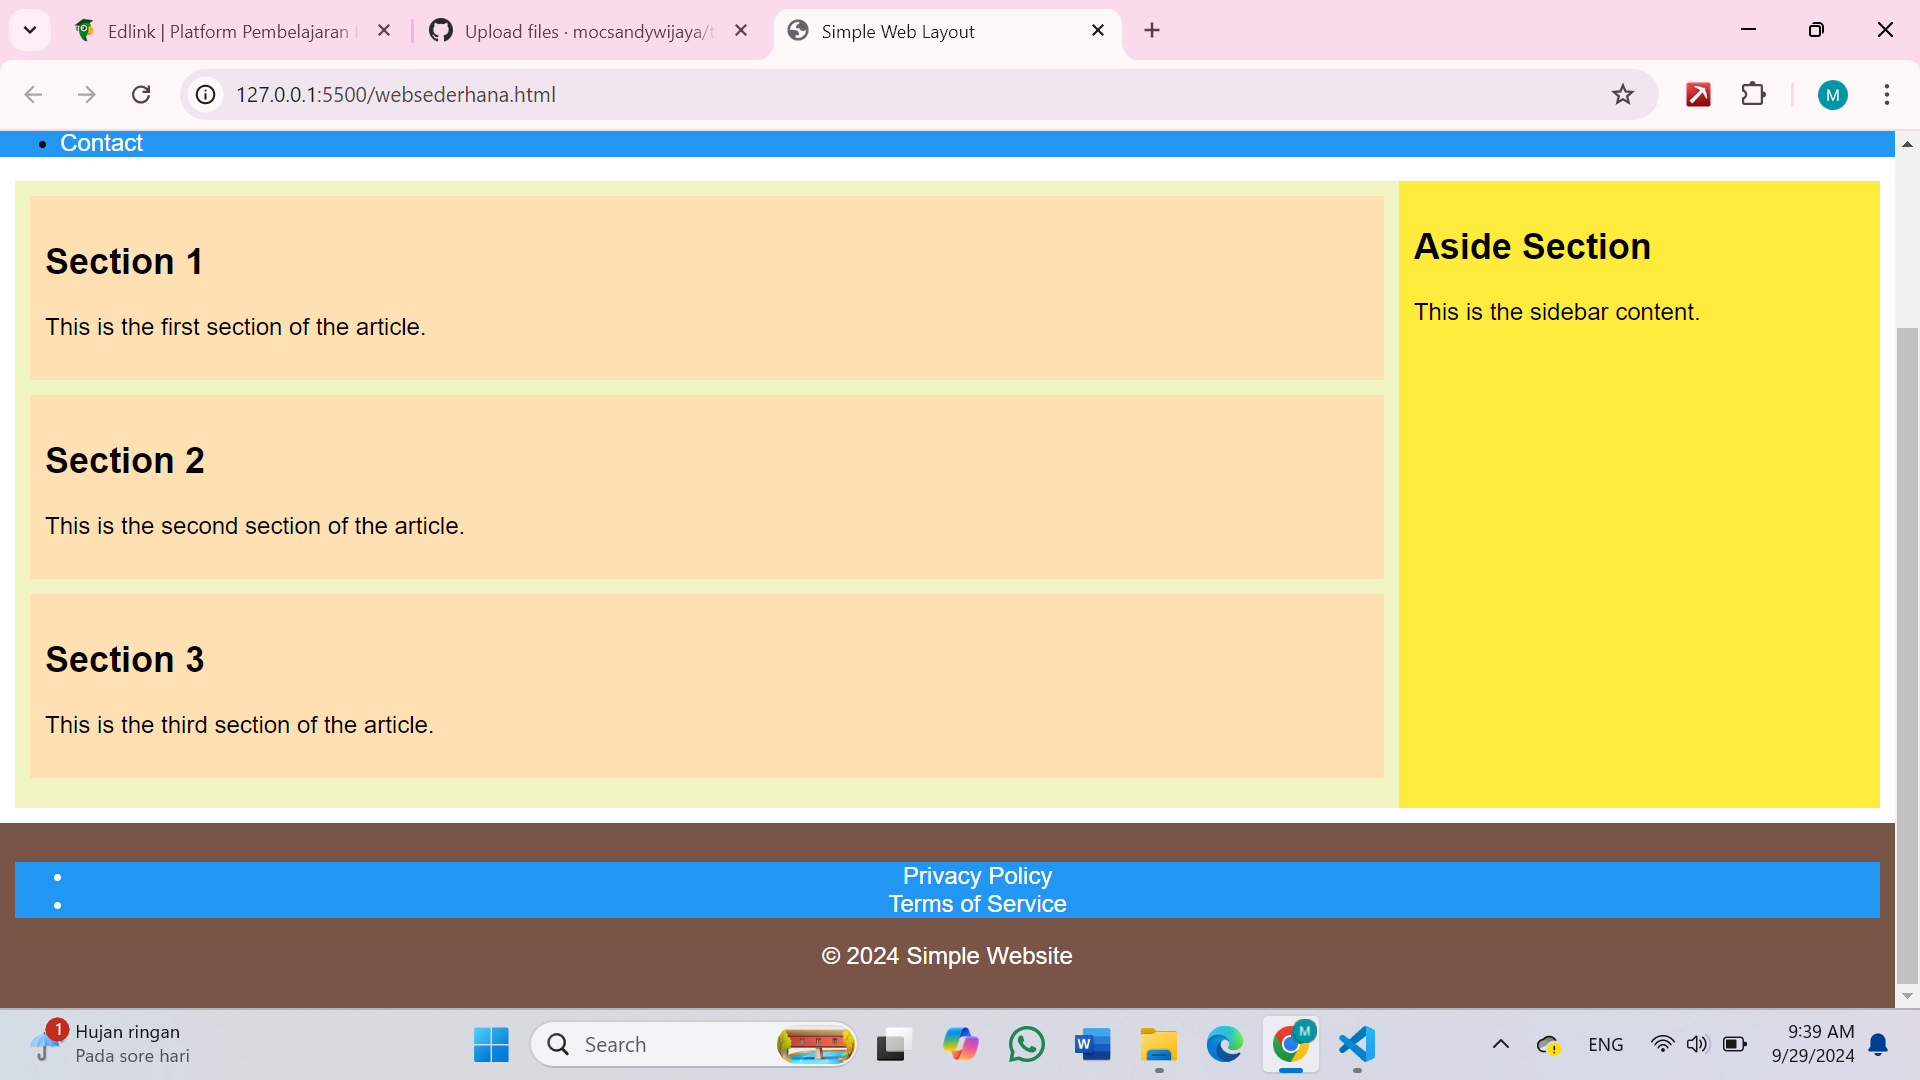 Edlink | Platform Pembelajaran
Upload files · mocsandywijaya/t
Simple Web Layout
127.0.0.1:5500/websederhana.html
M
Contact
Section 1
This is the first section of the article.
Section 2
This is the second section of the article.
Section 3
This is the third section of the article.
Aside Section
This is the sidebar content.
Privacy Policy
Terms of Service
© 2024 Simple Website
1
Hujan ringan
Pada sore hari
Search
W
M
ENG
9:39 AM
9/29/2024